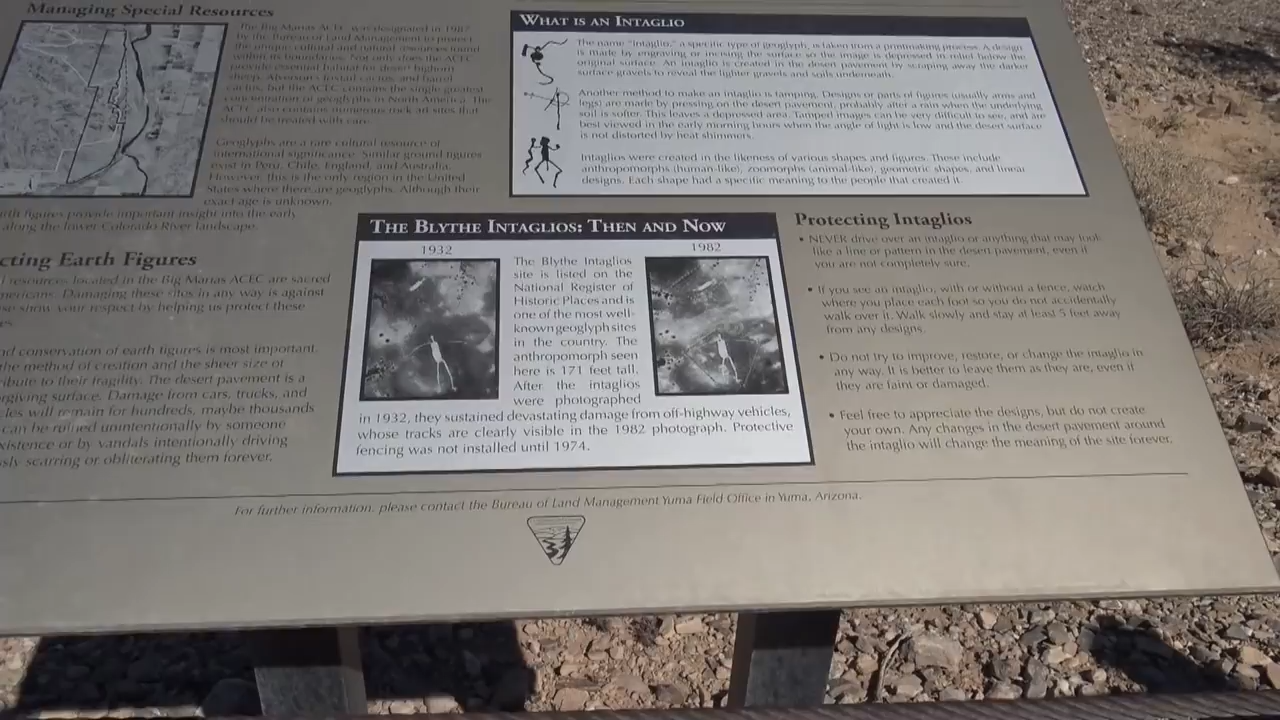 Managing Special Resources
The Big Marias ACEC was designated in 1987
by the Bureau of Land Management to protect
the unique cultural and natural resources found
within its boundaries. Not only does the ACEC
provide essential habitat for desert bighorn
sheep, Alverson's foxtail cactus, and barrel
cactus, but the ACEC contains the single greatest
concentration of geoglyphs in North America. The
ACEC also contains numerous rock art sites that
should be treated with care.
Geoglyphs are a rare cultural resource of
international significance. Similar ground figures
exist in Peru, Chile, England, and Australia.
However, this is the only region in the United
States where there are geoglyphs. Although their
exact age is unknown,
rth figures provide important insight into the early
along the lower Colorado River landscape.
cting Earth Figures
l resources located in the Big Marias ACEC are sacred
mericans. Damaging these sites in any way is against
se show your respect by helping us protect these
es.
nd conservation of earth figures is most important.
the method of creation and the sheer size of
ribute to their fragility. The desert pavement is a
rgiving surface. Damage from cars, trucks, and
cles will remain for hundreds, maybe thousands
can be ruined unintentionally by someone
xistence or by vandals intentionally driving
sly scarring or obliterating them forever.
What is an Intaglio
The name "Intaglio," a specific type of geoglyph, is taken from a printmaking process. A design
is made by engraving or incising the surface so the image is depressed in relief below the
original surface. An intaglio is created in the desert pavement by scraping away the darker
surface gravels to reveal the lighter gravels and soils underneath.
Another method to make an intaglio is tamping. Designs or parts of figures (usually arms and
legs) are made by pressing on the desert pavement, probably after a rain when the underlying
soil is softer. This leaves a depressed area. Tamped images can be very difficult to see, and are
best viewed in the early morning hours when the angle of light is low and the desert surface
is not distorted by heat shimmers.
Intaglios were created in the likeness of various shapes and figures. These include
anthropomorphs (human-like), zoomorphs (animal-like), geometric shapes, and linear
designs. Each shape had a specific meaning to the people that created it.
The Blythe Intaglios: Then and Now
1932
1982
The Blythe Intaglios
site is listed on the
National Register of
Historic Places and is
one of the most well-
known geoglyph sites
in the country. The
anthropomorph seen
here is 171 feet tall.
After the intaglios
were photographed
in 1932, they sustained devastating damage from off-highway vehicles,
whose tracks are clearly visible in the 1982 photograph. Protective
fencing was not installed until 1974.
Protecting Intaglios
• NEVER drive over an intaglio or anything that may look
like a line or pattern in the desert pavement, even if
you are not completely sure.
• If you see an intaglio, with or without a fence, watch
where you place each foot so you do not accidentally
walk over it. Walk slowly and stay at least 5 feet away
from any designs.
• Do not try to improve, restore, or change the intaglio in
any way. It is better to leave them as they are, even if
they are faint or damaged.
• Feel free to appreciate the designs, but do not create
your own. Any changes in the desert pavement around
the intaglio will change the meaning of the site forever.
For further information, please contact the Bureau of Land Management Yuma Field Office in Yuma, Arizona.